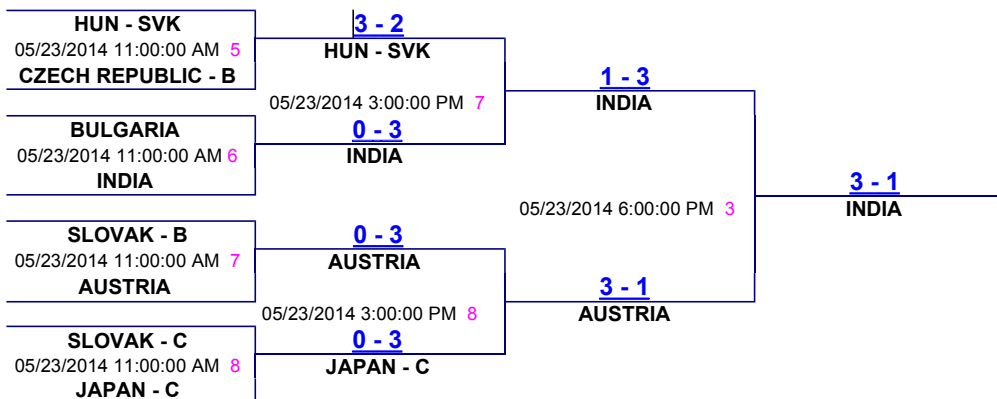 HUN - SVK
05/23/2014 11:00:00 AM 5
CZECH REPUBLIC - B
3 - 2
HUN - SVK
05/23/2014 3:00:00 PM 7
BULGARIA
05/23/2014 11:00:00 AM 6
INDIA
0 - 3
INDIA
1 - 3
INDIA
05/23/2014 6:00:00 PM 3
3 - 1
INDIA
SLOVAK - B
05/23/2014 11:00:00 AM 7
AUSTRIA
0 - 3
AUSTRIA
05/23/2014 3:00:00 PM 8
3 - 1
AUSTRIA
SLOVAK - C
05/23/2014 11:00:00 AM 8
JAPAN - C
0 - 3
JAPAN - C